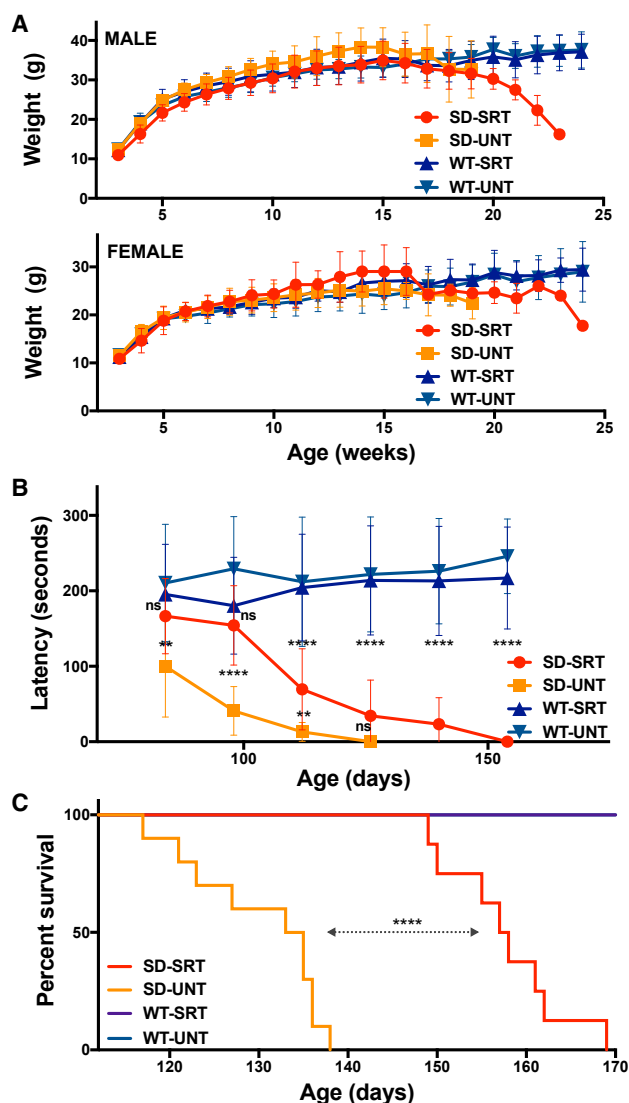 A
MALE
Weight (g)
40
30
20
10
0
5
10
15
20
25
SD-SRT
SD-UNT
WT-SRT
WT-UNT
FEMALE
Weight (g)
30
20
10
0
5
10
15
20
25
SD-SRT
SD-UNT
WT-SRT
WT-UNT
Age (weeks)
B
Latency (seconds)
300
200
100
0
ns
ns
**
****
****
****
****
****
**
ns
100
150
SD-SRT
SD-UNT
WT-SRT
WT-UNT
Age (days)
C
Percent survival
100
50
0
****
SD-SRT
SD-UNT
WT-SRT
WT-UNT
120
130
140
150
160
170
Age (days)